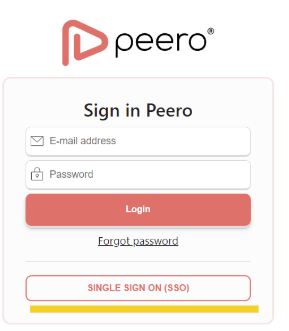 peero®
Sign in Peero
E-mail address
Password
Login
Forgot password
SINGLE SIGN ON (SSO)